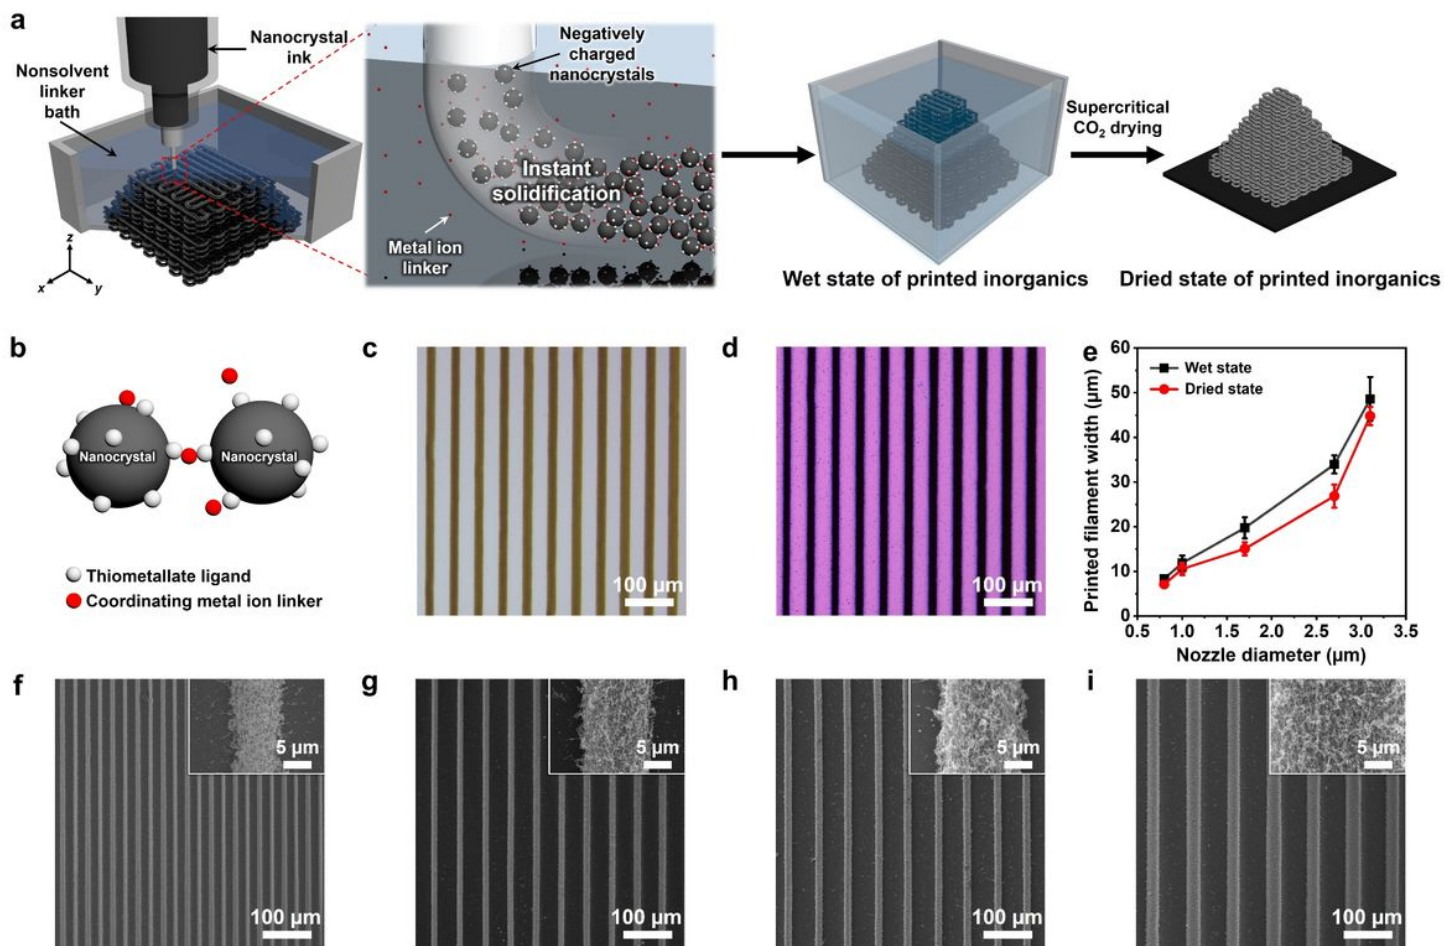 a
Nanocrystal
ink
Nonsolvent
linker
bath
z
x
y
Negatively
charged
nanocrystals
Instant
solidification
Metal ion
linker
Wet state of printed inorganics
Supercritical
CO₂ drying
Dried state of printed inorganics
b
Nanocrystal
Nanocrystal
Thiometallate ligand
Coordinating metal ion linker
c
100 µm
d
100 µm
e
Printed filament width (µm)
60
50
40
30
20
10
0
Wet state
Dried state
0.5 1.0 1.5 2.0 2.5 3.0 3.5
Nozzle diameter (µm)
f
5 µm
100 µm
g
5 µm
100 µm
h
5 µm
100 µm
i
5 µm
100 µm